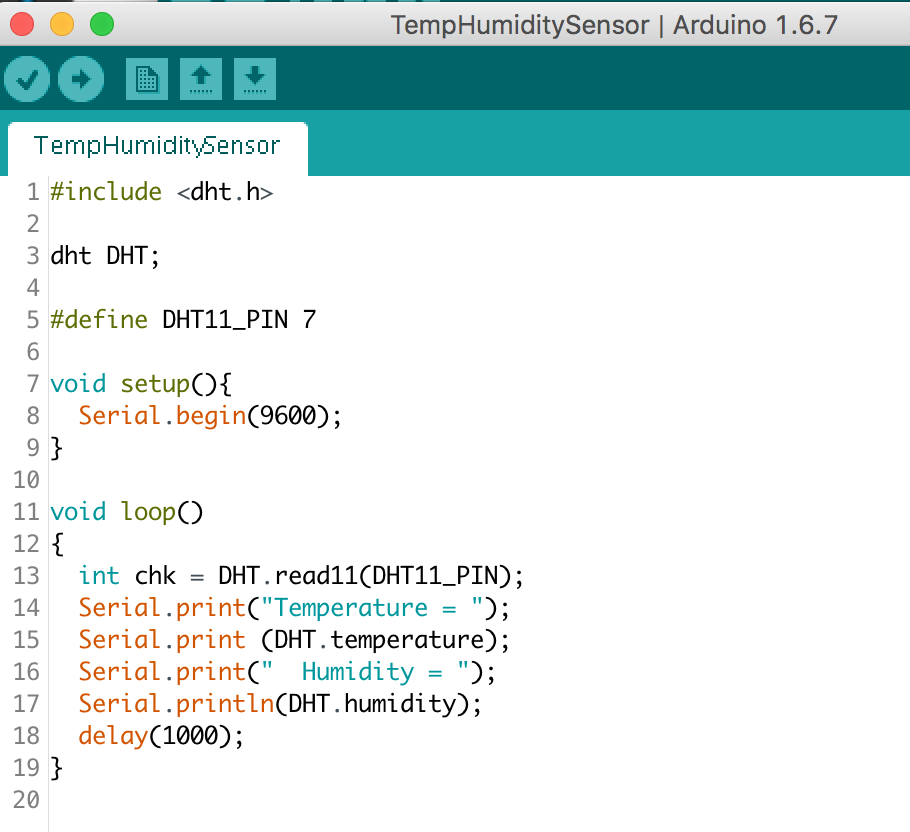 TempHumiditySensor | Arduino 1.6.7
TempHumiditySensor
1 #include <dht.h>
2
3 dht DHT;
4
5 #define DHT11_PIN 7
6
7 void setup(){
8   Serial.begin(9600);
9 }
10
11 void loop()
12 {
13   int chk = DHT.read11(DHT11_PIN);
14   Serial.print("Temperature = ");
15   Serial.print (DHT.temperature);
16   Serial.print("  Humidity = ");
17   Serial.println(DHT.humidity);
18   delay(1000);
19 }
20